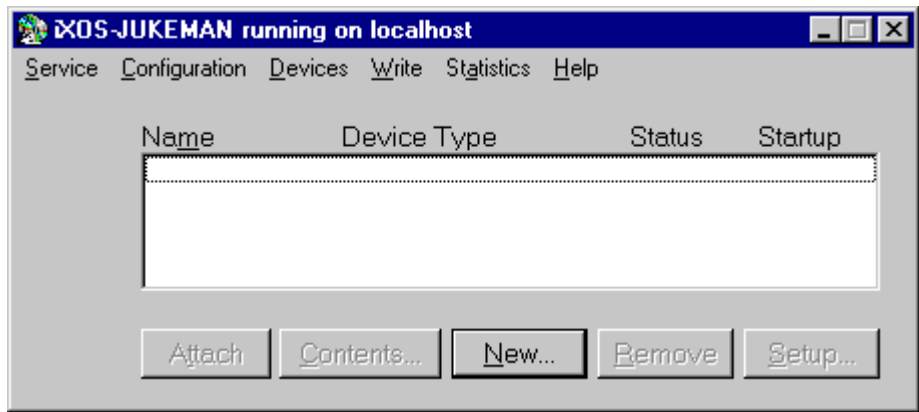 iXOS-JUKEMAN running on localhost
Service Configuration Devices Write Statistics Help
Name Device Type Status Startup
Attach Contents... New... Remove Setup...